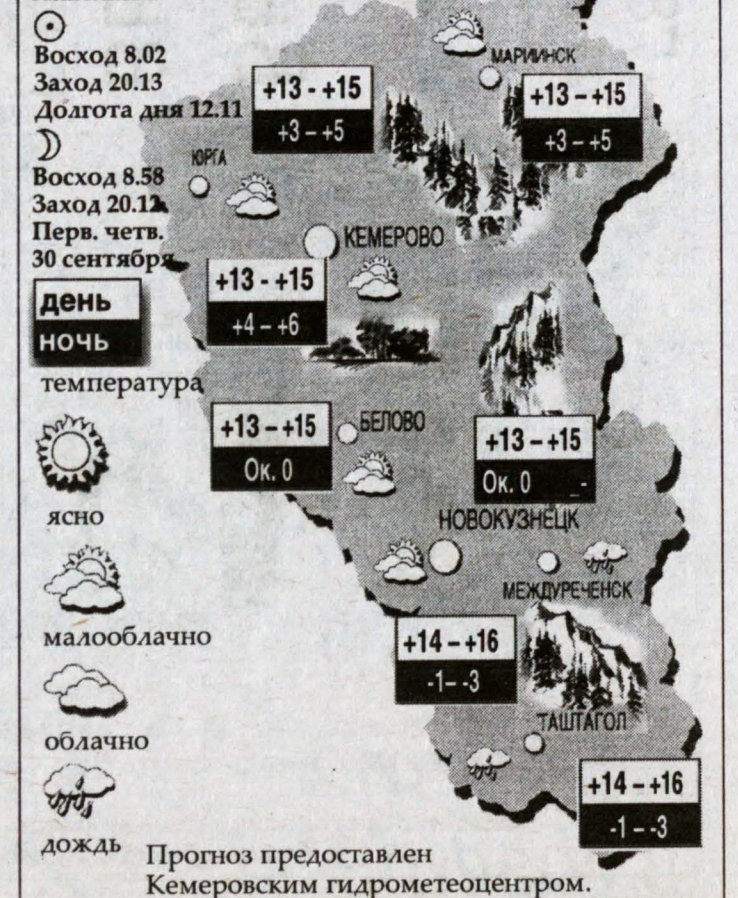 Восход 8.02
Заход 20.13
Долгота дня 12.11
Восход 8.58
Заход 20.12
Перв. четв.
30 сентября
день
ночь
температура
ясно
малооблачно
облачно
дождь
МАРИИНСК
+13 - +15
+3 – +5
+13 – +15
+3 – +5
ЮРГА
КЕМЕРОВО
+13 - +15
+4 – +6
БЕЛОВО
+13 – +15
Ок. 0
+13 – +15
Ок. 0 _-
НОВОКУЗНЕЦК
МЕЖДУРЕЧЕНСК
+14 – +16
-1– -3
ТАШТАГОЛ
+14 – +16
-1 – -3
Прогноз предоставлен
Кемеровским гидрометеоцентром.